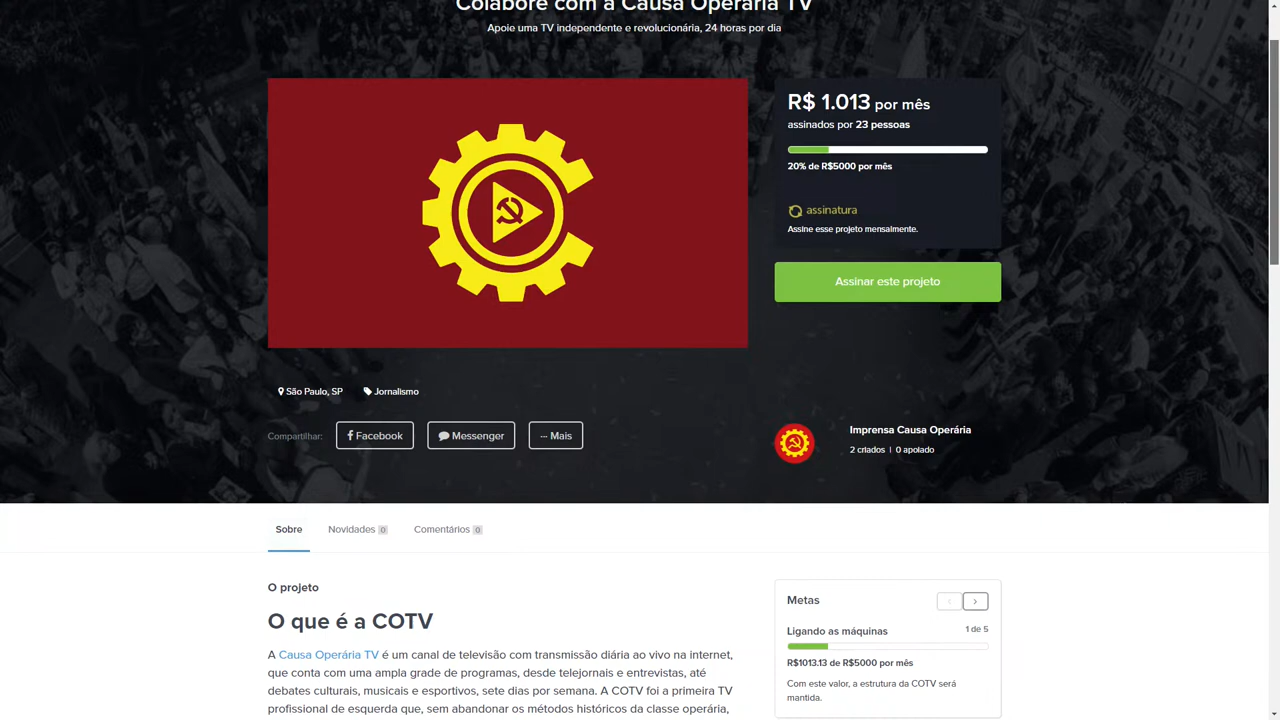 Colabore com a Causa Operária TV
Apoie uma TV independente e revolucionária, 24 horas por dia
R$ 1.013 por mês
assinados por 23 pessoas
20% de R$5000 por mês
assinatura
Assine esse projeto mensalmente.
Assinar este projeto
São Paulo, SP
Jornalismo
Compartilhar:
Facebook
Messenger
··· Mais
Imprensa Causa Operária
2 criados | 0 apoiado
Sobre
Novidades 0
Comentários 0
O projeto
O que é a COTV
A Causa Operária TV é um canal de televisão com transmissão diária ao vivo na internet,
que conta com uma ampla grade de programas, desde telejornais e entrevistas, até
debates culturais, musicais e esportivos, sete dias por semana. A COTV foi a primeira TV
profissional de esquerda que, sem abandonar os métodos históricos da classe operária,
Metas
Ligando as máquinas
1 de 5
R$1013.13 de R$5000 por mês
Com este valor, a estrutura da COTV será
mantida.